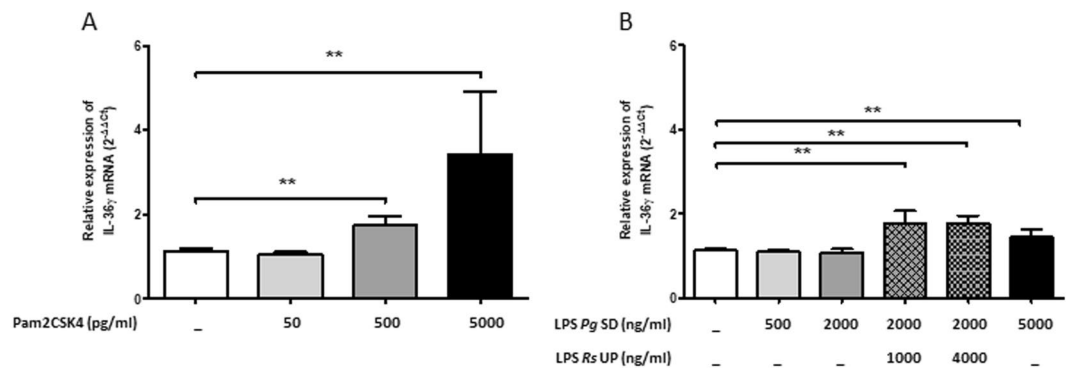 A
Relative expression of
IL-36γ mRNA (2^-ΔΔCt)
6
4
2
0
**
**
Pam2CSK4 (pg/ml)
_ 50 500 5000
B
Relative expression of
IL-36γ mRNA (2^-ΔΔCt)
6
4
2
0
**
**
**
LPS Pg SD (ng/ml) _ 500 2000 2000 2000 5000
LPS Rs UP (ng/ml) _ _ _ 1000 4000 _